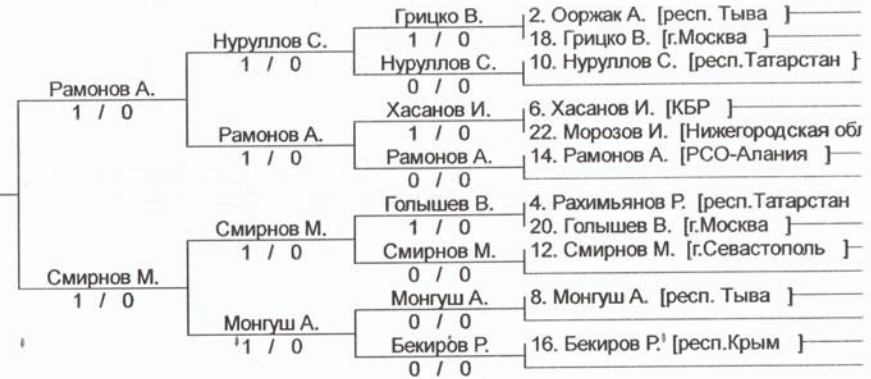 Грицко В. 2. Ооржак А. [респ. Тыва ]
Нуруллов С. 1 / 0 18. Грицко В. [г.Москва ]
1 / 0 Нуруллов С. 10. Нуруллов С. [респ.Татарстан ]
Рамонов А. 0 / 0
1 / 0 Хасанов И. 6. Хасанов И. [КБР ]
Рамонов А. 1 / 0 22. Морозов И. [Нижегородская обл
1 / 0 Рамонов А. 14. Рамонов А. [РСО-Алания ]
0 / 0
Голышев В. 4. Рахимьянов Р. [респ.Татарстан
Смирнов М. 1 / 0 20. Голышев В. [г.Москва ]
1 / 0 Смирнов М. 12. Смирнов М. [г.Севастополь ]
Смирнов М. 0 / 0
1 / 0 Монгуш А. 8. Монгуш А. [респ. Тыва ]
Монгуш А. 0 / 0
1 / 0 Бекиров Р. 16. Бекиров Р. [респ.Крым ]
0 / 0